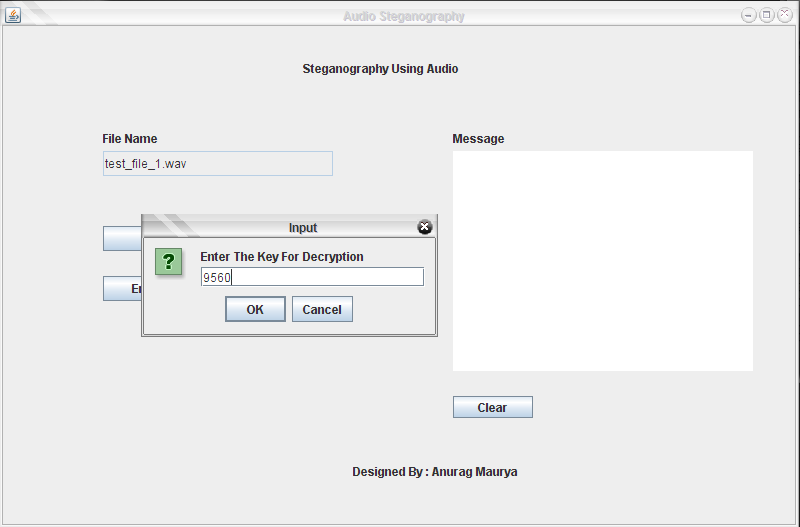 Audio Steganography
Steganography Using Audio
File Name
Message
test_file_1.wav
Input
?
Enter The Key For Decryption
9560
OK
Cancel
Clear
Designed By : Anurag Maurya